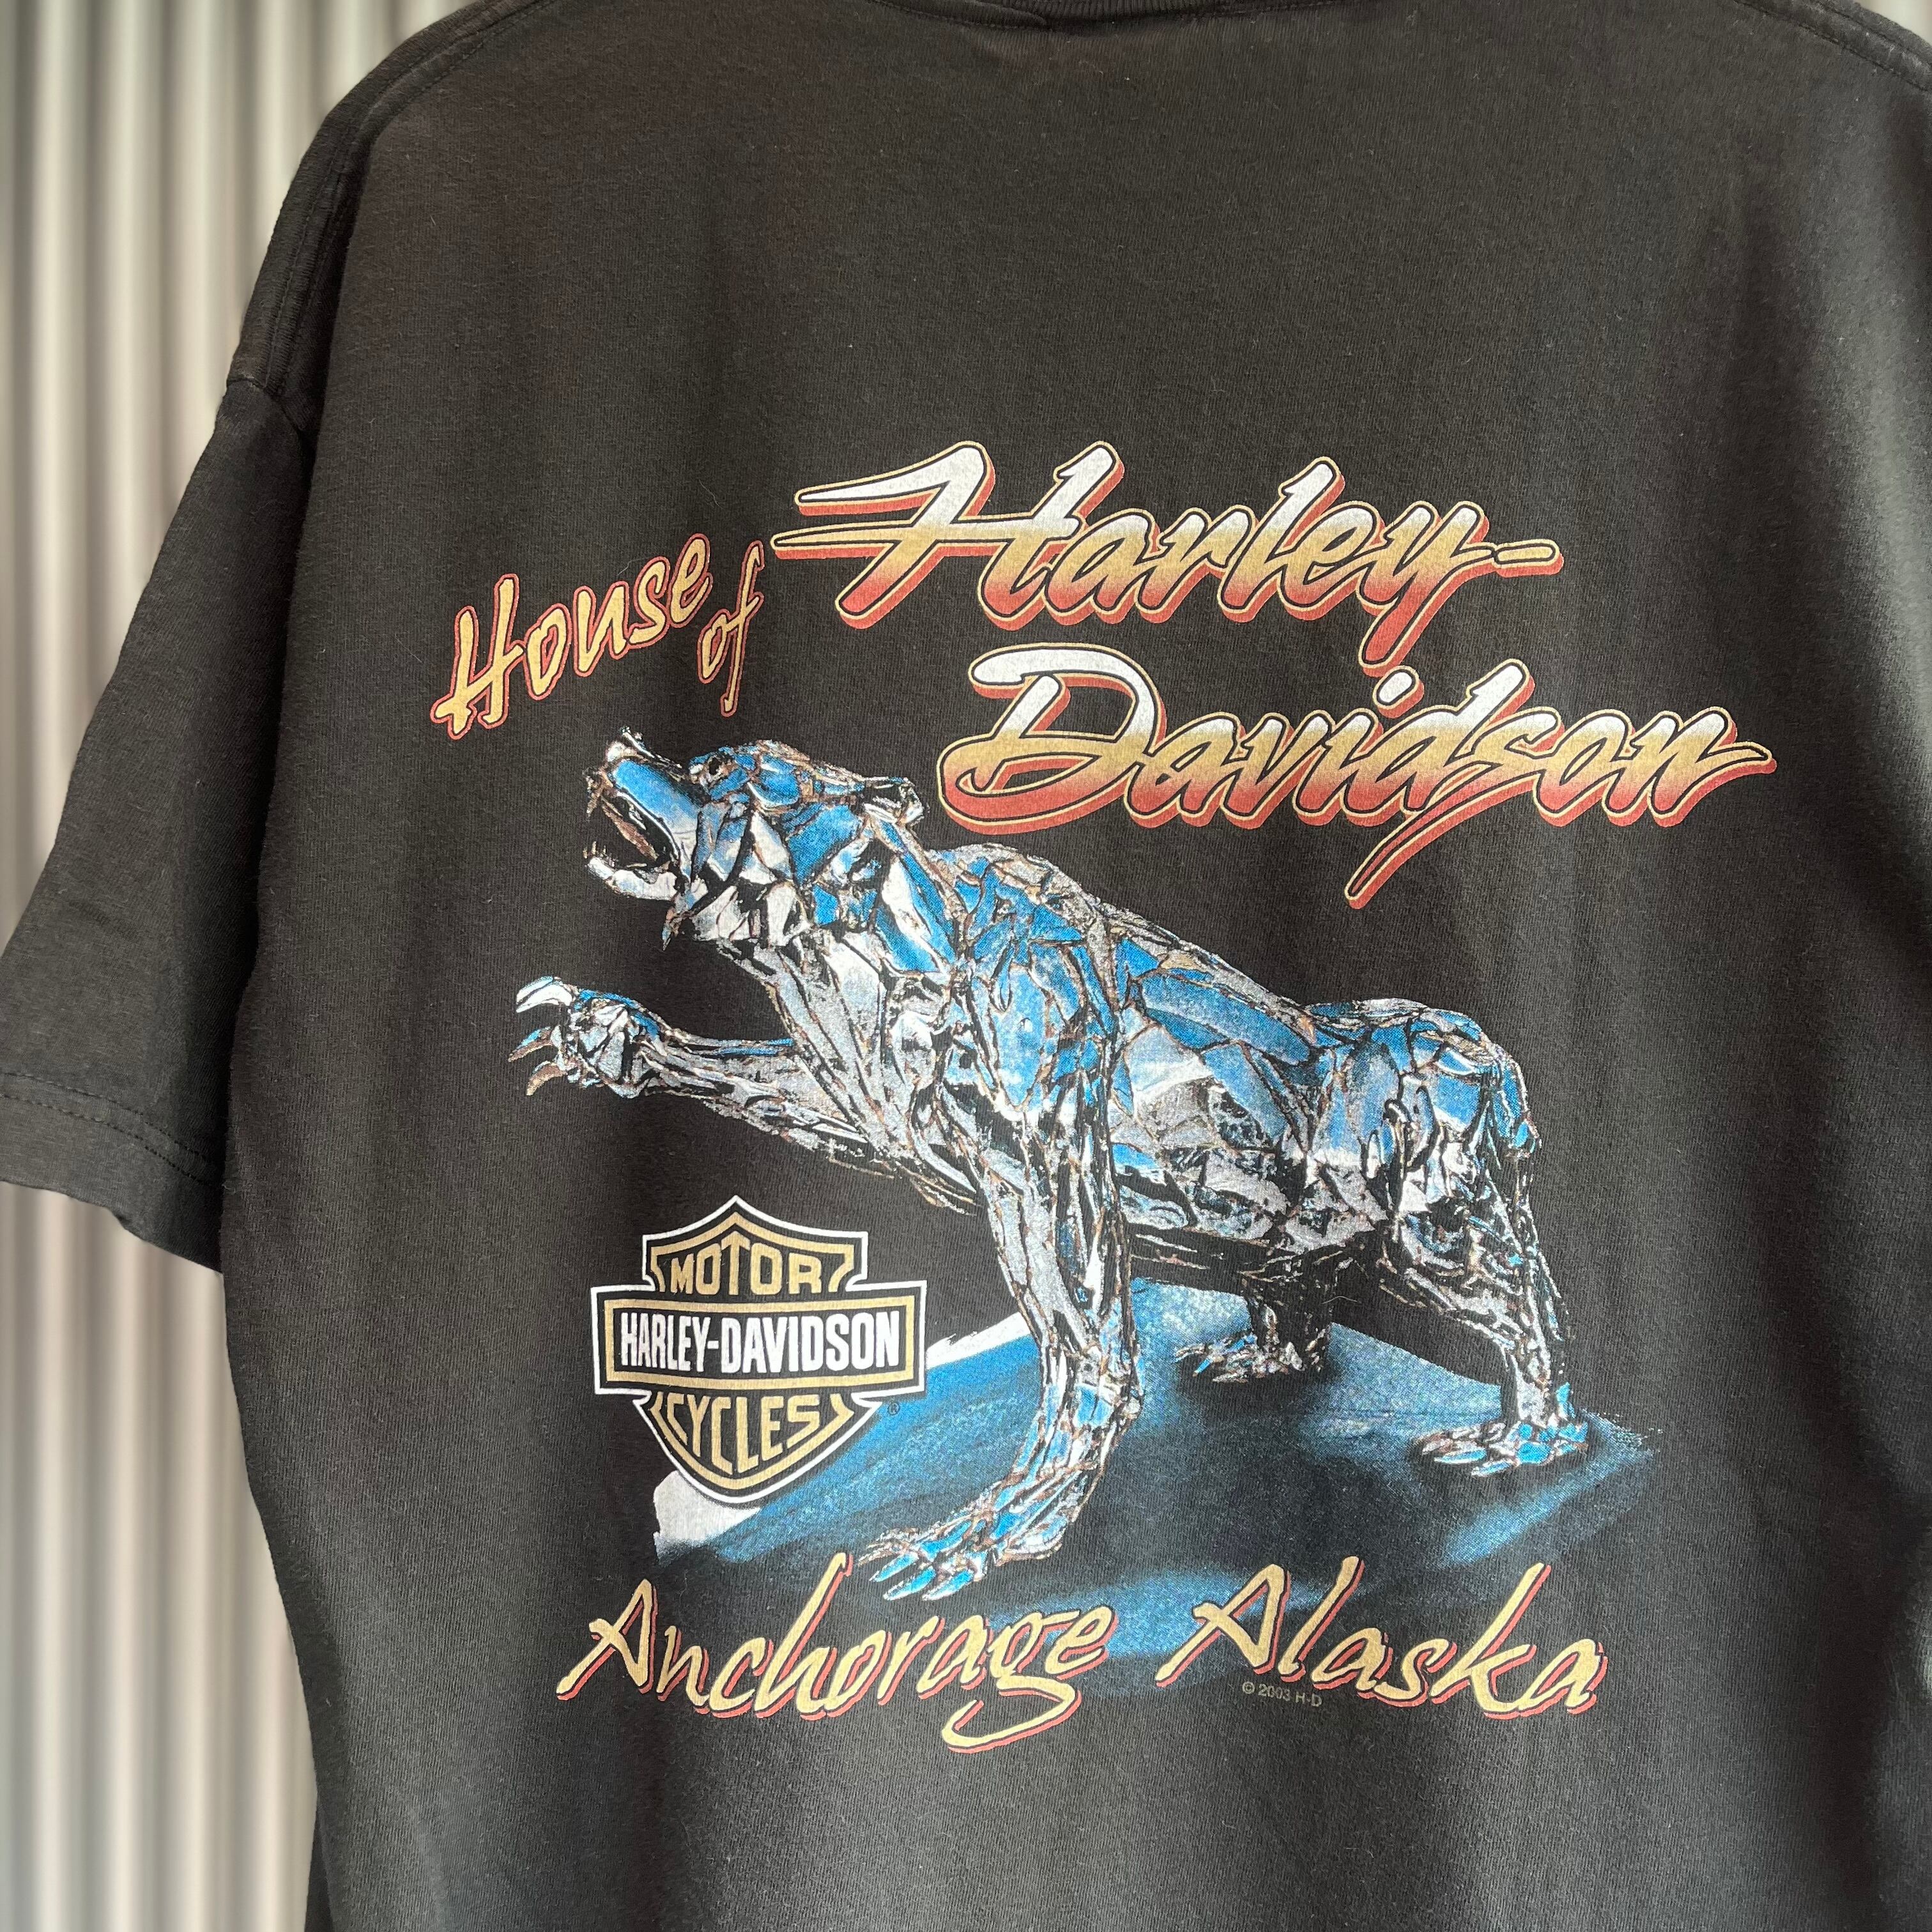 House of Harley-
Davidson
MOTOR
HARLEY-DAVIDSON
CYCLES
®
Anchorage Alaska
© 2003 H-D